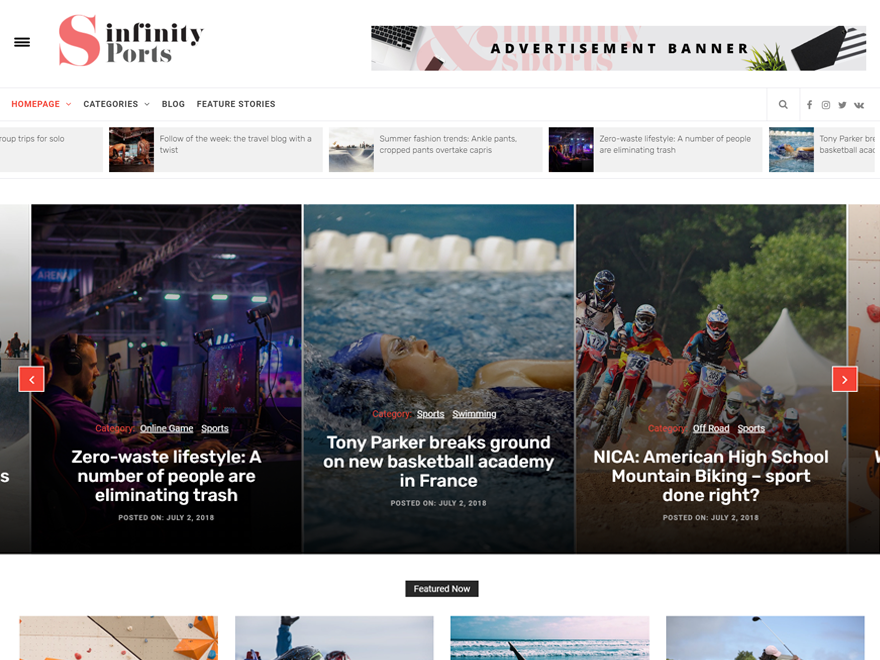 S infinity
Ports
ADVERTISEMENT BANNER
HOMEPAGE
CATEGORIES
BLOG
FEATURE STORIES
roup trips for solo
Follow of the week: the travel blog with a
twist
Summer fashion trends: Ankle pants,
cropped pants overtake capris
Zero-waste lifestyle: A number of people
are eliminating trash
Tony Parker bre
basketball acad
s
Category: Online Game Sports
Zero-waste lifestyle: A
number of people are
eliminating trash
POSTED ON: JULY 2, 2018
Category: Sports Swimming
Tony Parker breaks ground
on new basketball academy
in France
POSTED ON: JULY 2, 2018
Category: Off Road Sports
NICA: American High School
Mountain Biking – sport
done right?
POSTED ON: JULY 2, 2018
Featured Now